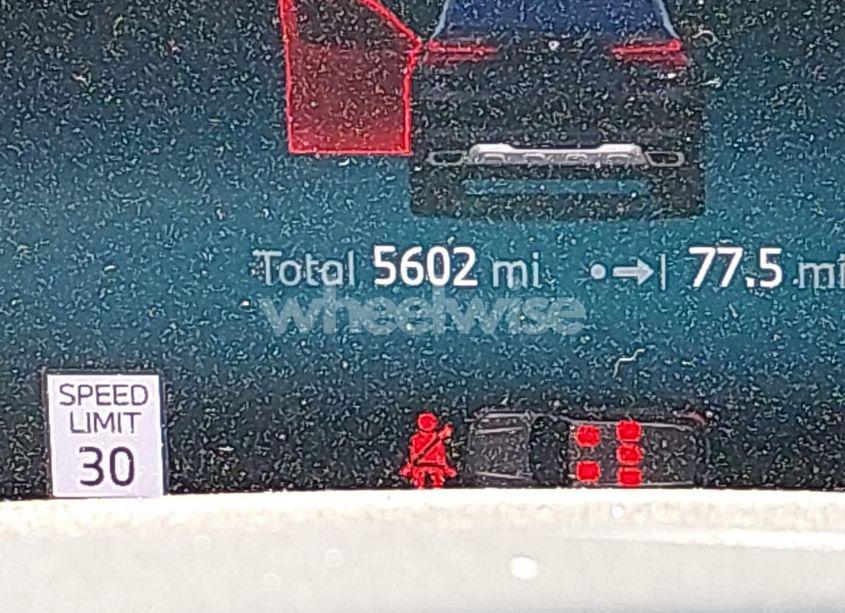 Total 5602 mi 77.5 mi
wheelwise
SPEED
LIMIT
30